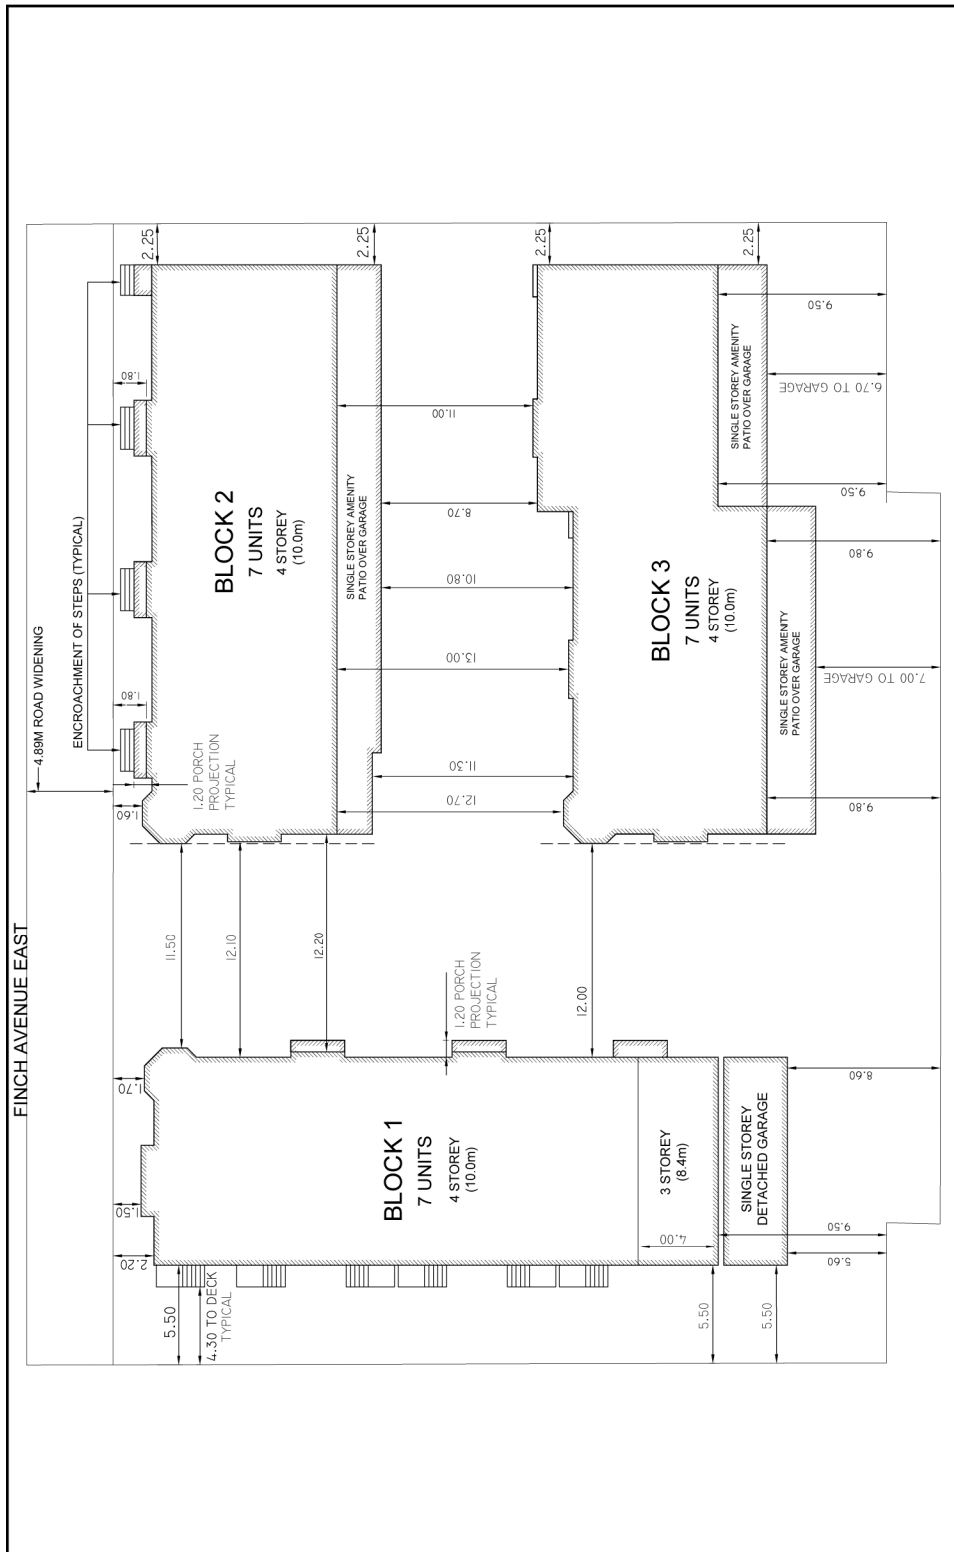 FINCH AVENUE EAST
4.89M ROAD WIDENING
ENCROACHMENT OF STEPS (TYPICAL)
1.80
1.80
1.60
1.20 PORCH
PROJECTION
TYPICAL
2.25
2.25
2.25
2.25
BLOCK 2
7 UNITS
4 STOREY
(10.0m)
SINGLE STOREY AMENITY
PATIO OVER GARAGE
11.00
8.70
10.80
13.00
11.30
12.70
BLOCK 3
7 UNITS
4 STOREY
(10.0m)
SINGLE STOREY AMENITY
PATIO OVER GARAGE
SINGLE STOREY AMENTY
PATIO OVER GARAGE
9.50
6.70 TO GARAGE
9.50
9.80
7.00 TO GARAGE
9.80
11.50
12.10
12.20
12.00
1.20 PORCH
PROJECTION
TYPICAL
1.70
1.50
2.20
BLOCK 1
7 UNITS
4 STOREY
(10.0m)
3 STOREY
(8.4m)
4.00
SINGLE STOREY
DETACHED GARAGE
8.60
9.50
5.60
5.50
4.30 TO DECK
TYPICAL
5.50
5.50